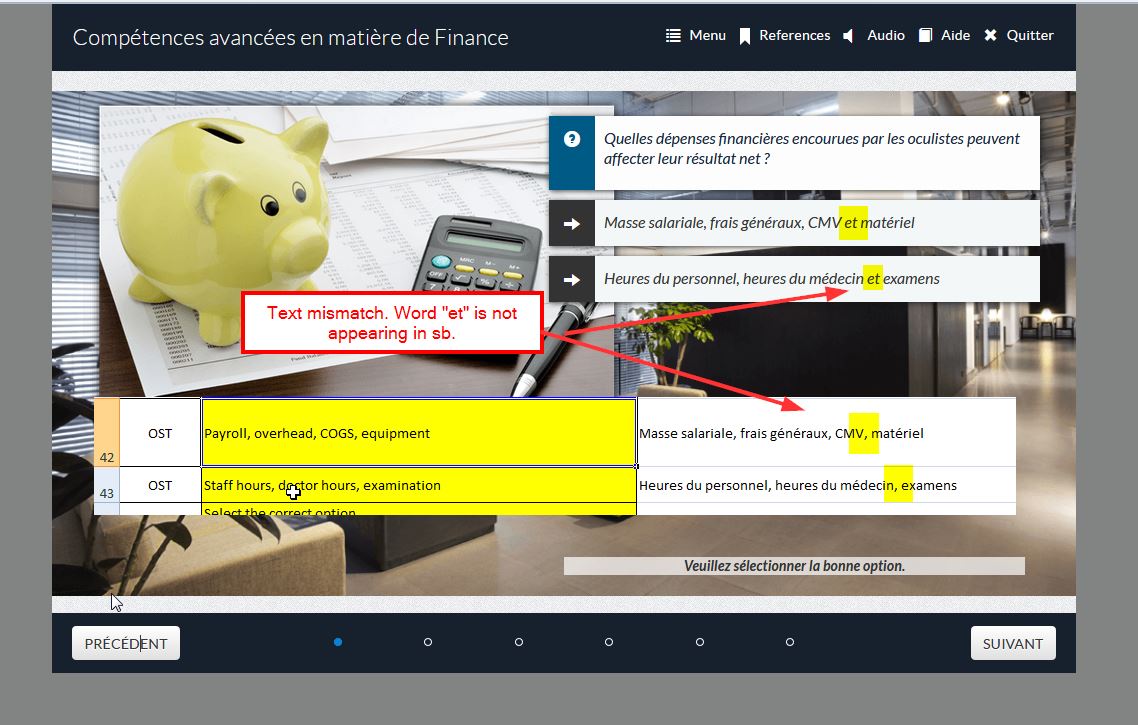 Compétences avancées en matière de Finance
Menu References Audio Aide Quitter
Quelles dépenses financières encourues par les oculistes peuvent
affecter leur résultat net ?
Masse salariale, frais généraux, CMV et matériel
Heures du personnel, heures du médecin et examens
MRC M- M+
OFF
Text mismatch. Word "et" is not
appearing in sb.
42 OST Payroll, overhead, COGS, equipment Masse salariale, frais généraux, CMV, matériel
43 OST Staff hours, doctor hours, examination Heures du personnel, heures du médecin, examens
Select the correct option
Veuillez sélectionner la bonne option.
PRÉCÉDENT
SUIVANT